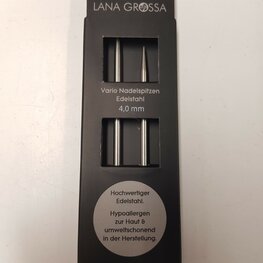 LANA GROSSA
Vario Nadelspitzen
Edelstahl
4,0 mm
Hochwertiger
Edelstahl.
Hypoallergen
zur Haut &
umweltschonend
in der Herstellung.